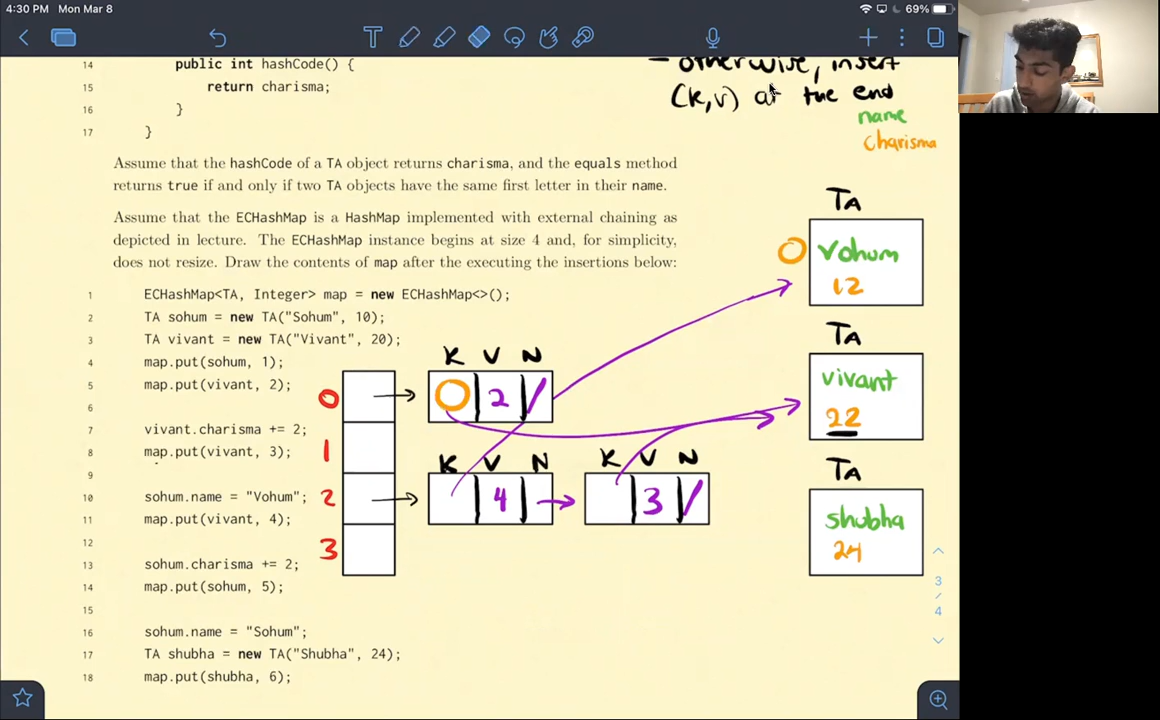 4:30 PM Mon Mar 8
69%
14 public int hashCode() {
15 return charisma;
16 }
17 }
- otherwise, insert
(k,v) at the end
name
charisma
Assume that the hashCode of a TA object returns charisma, and the equals method
returns true if and only if two TA objects have the same first letter in their name.
Assume that the ECHashMap is a HashMap implemented with external chaining as
depicted in lecture. The ECHashMap instance begins at size 4 and, for simplicity,
does not resize. Draw the contents of map after the executing the insertions below:
1 ECHashMap<TA, Integer> map = new ECHashMap<>();
2 TA sohum = new TA("Sohum", 10);
3 TA vivant = new TA("Vivant", 20);
4 map.put(sohum, 1);
5 map.put(vivant, 2);
6
7 vivant.charisma += 2;
8 map.put(vivant, 3);
9
10 sohum.name = "Vohum";
11 map.put(vivant, 4);
12
13 sohum.charisma += 2;
14 map.put(sohum, 5);
15
16 sohum.name = "Sohum";
17 TA shubha = new TA("Shubha", 24);
18 map.put(shubha, 6);
K V N
0 2 /
1
K V N K V N
2 4 3 /
3
TA
Vohum
12
TA
vivant
22
TA
shubha
24
3
/
4